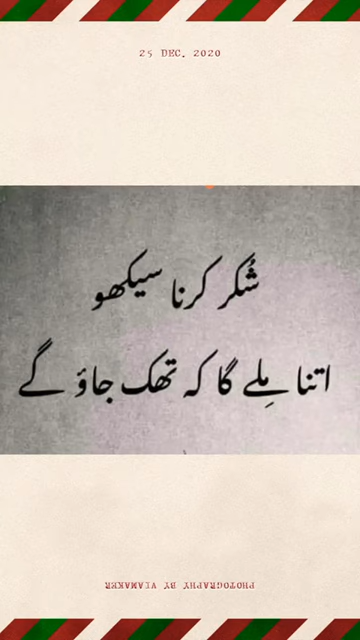 25 DEC. 2020
شُکر کرنا سیکھو
اتنا مِلے گا کہ تھک جاؤ گے
PHOTOGRAPHY BY VIAMAKER